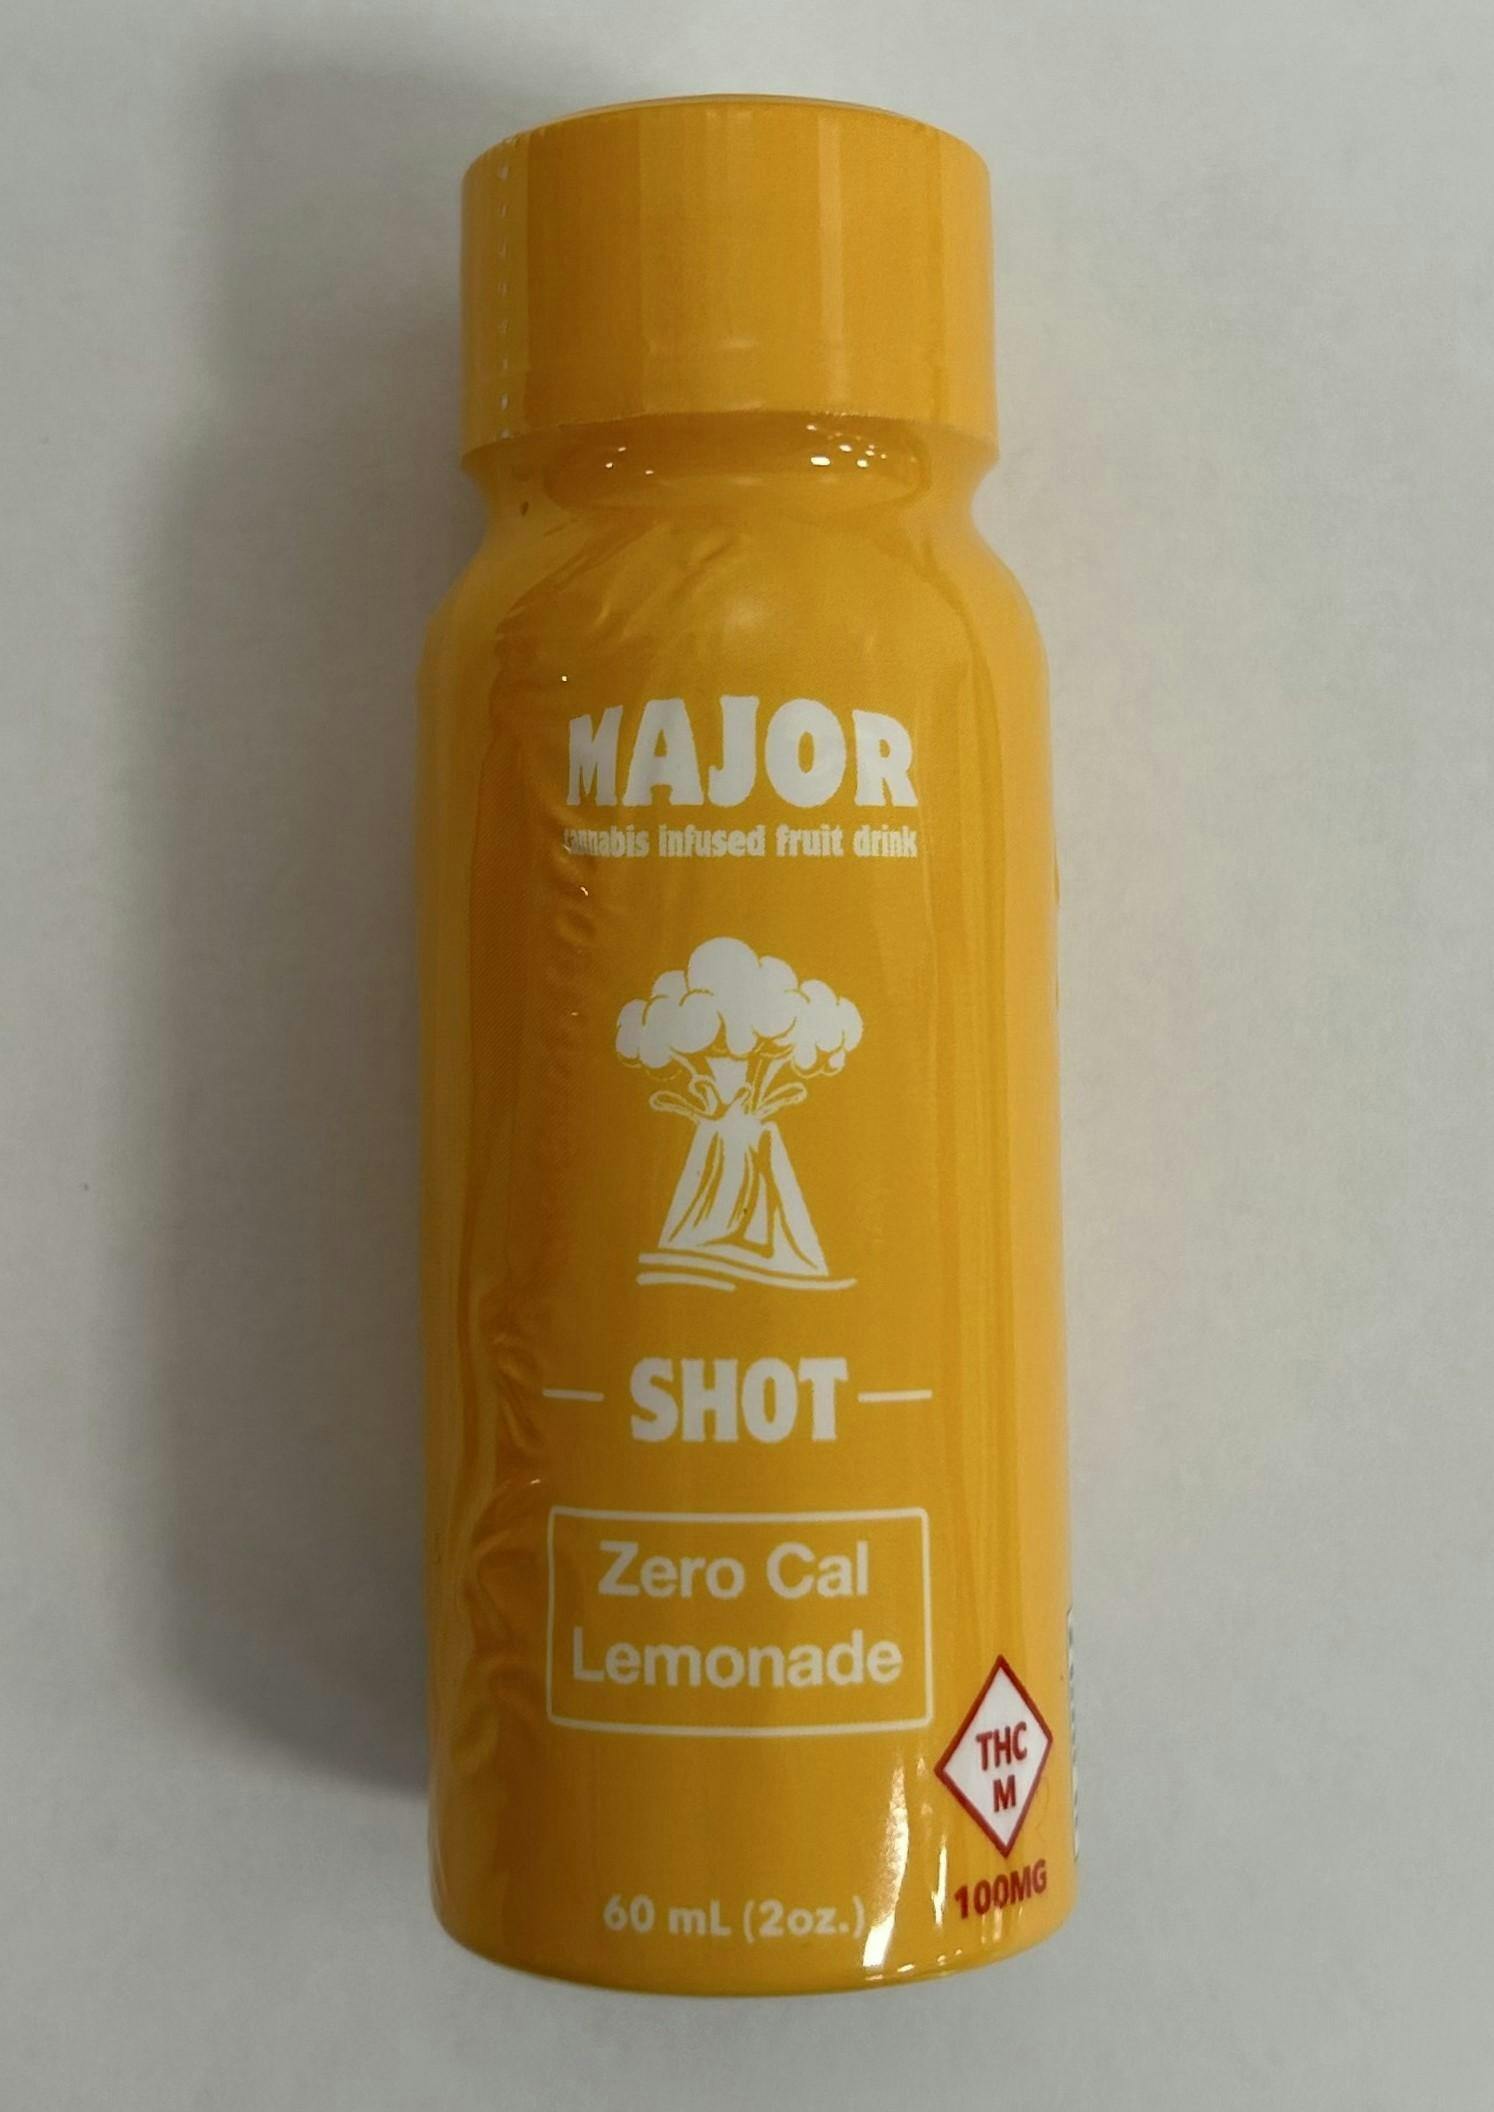 MAJOR
cannabis infused fruit drink
SHOT
Zero Cal
Lemonade
THC
M
100MG
60 mL (2oz.)